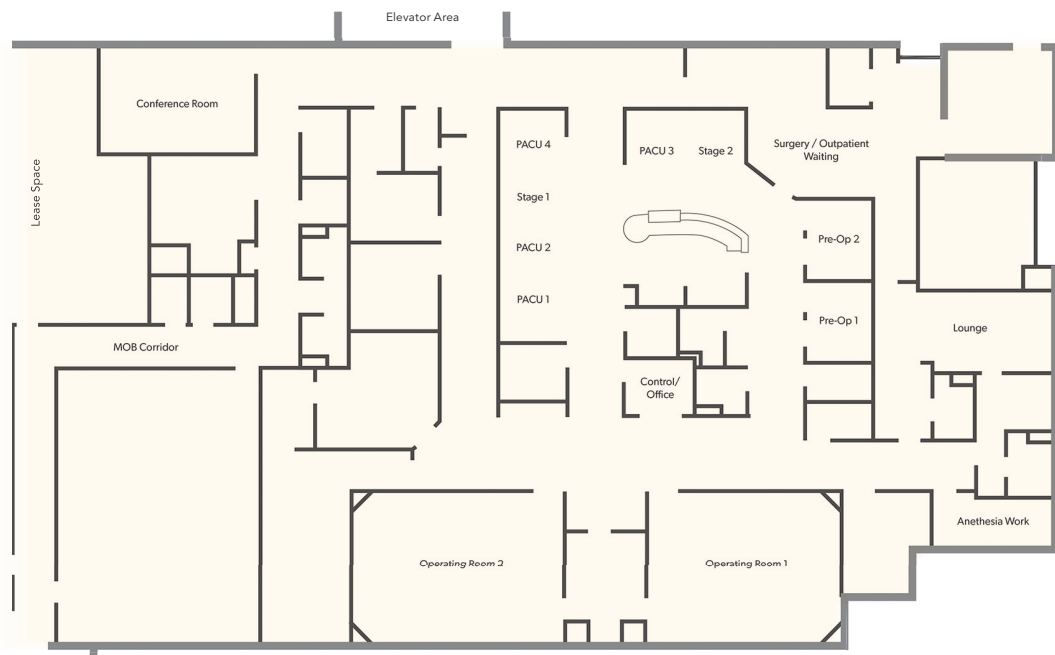 Elevator Area
Conference Room
Lease Space
PACU 4
PACU 3
Stage 2
Surgery / Outpatient
Waiting
Stage 1
PACU 2
Pre-Op 2
PACU 1
Pre-Op 1
Lounge
MOB Corridor
Control/
Office
Anethesia Work
Operating Room 2
Operating Room 1